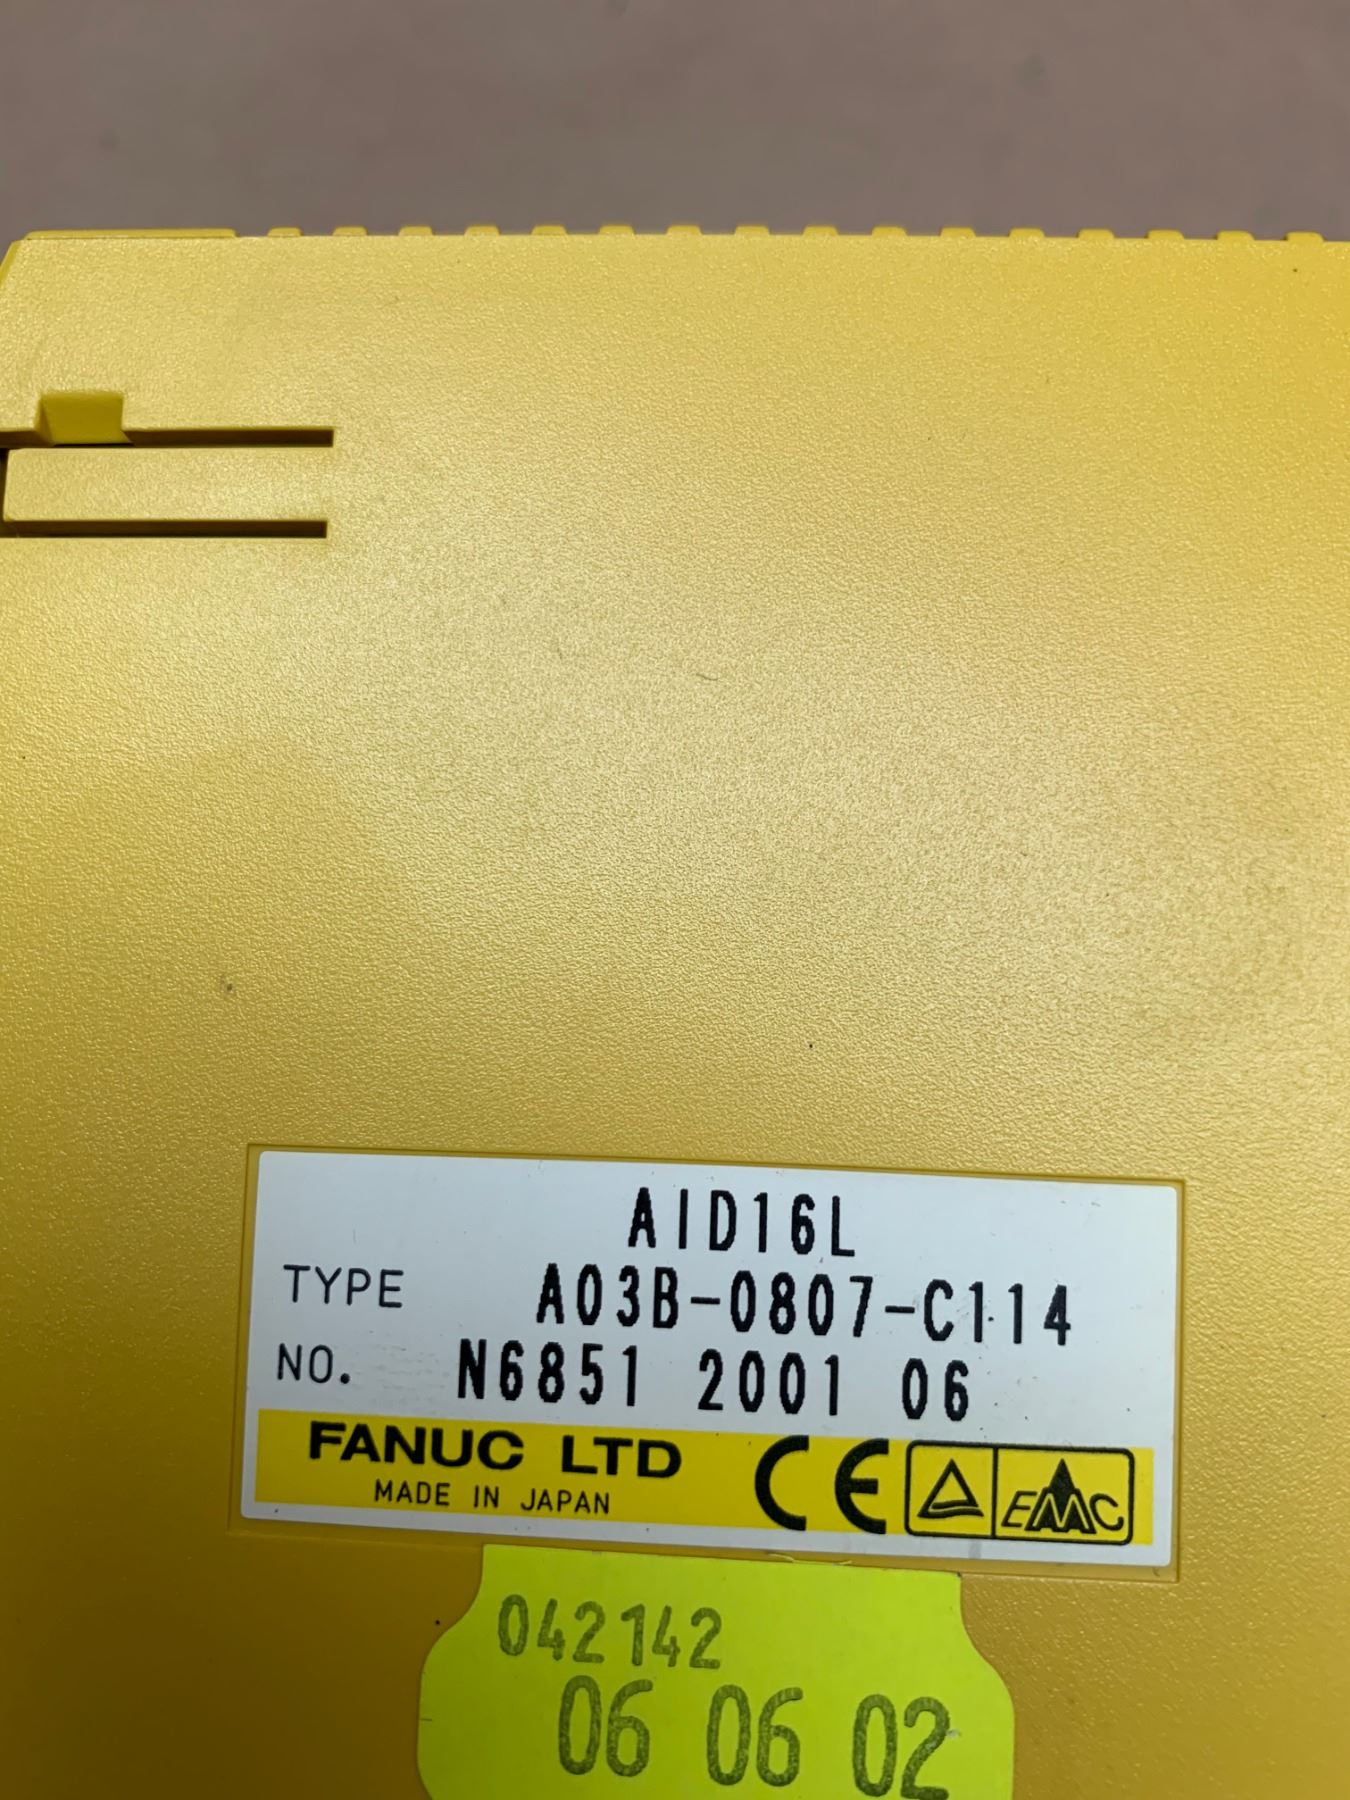 AID16L
TYPE A03B-0807-C114
NO. N6851 2001 06
FANUC LTD
MADE IN JAPAN
CE EMC
042142
06 06 02